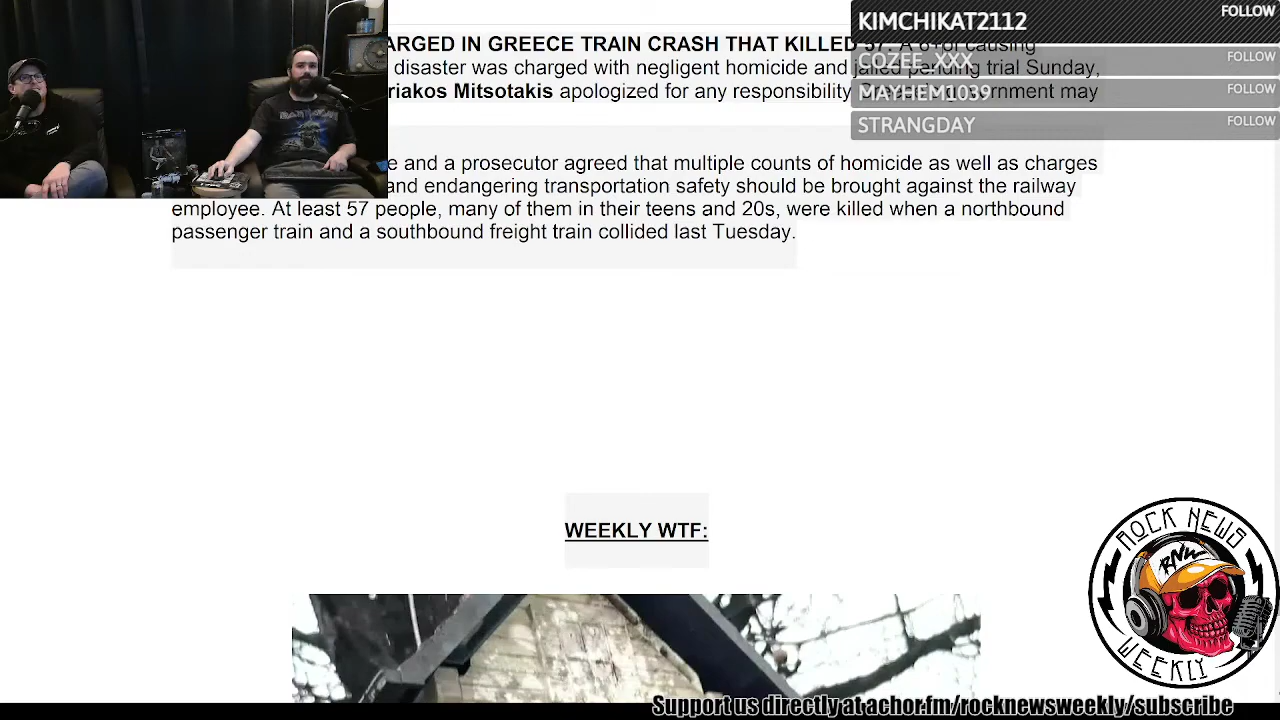 KIMCHIKAT2112 FOLLOW
COZEE_XXX FOLLOW
MAYHEM1039 FOLLOW
STRANGDAY FOLLOW
ARGED IN GREECE TRAIN CRASH THAT KILLED 57: A causing
disaster was charged with negligent homicide and jailed pending trial Sunday,
riakos Mitsotakis apologized for any responsibility may
e and a prosecutor agreed that multiple counts of homicide as well as charges
and endangering transportation safety should be brought against the railway
employee. At least 57 people, many of them in their teens and 20s, were killed when a northbound
passenger train and a southbound freight train collided last Tuesday.
WEEKLY WTF:
ROCK NEWS
RNW
WEEKLY
Support us directly at achor.fm/rocknewsweekly/subscribe